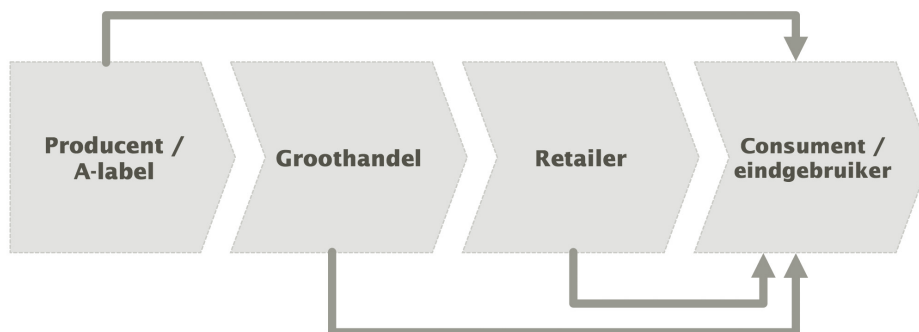 Producent /
A-label
Groothandel
Retailer
Consument /
eindgebruiker